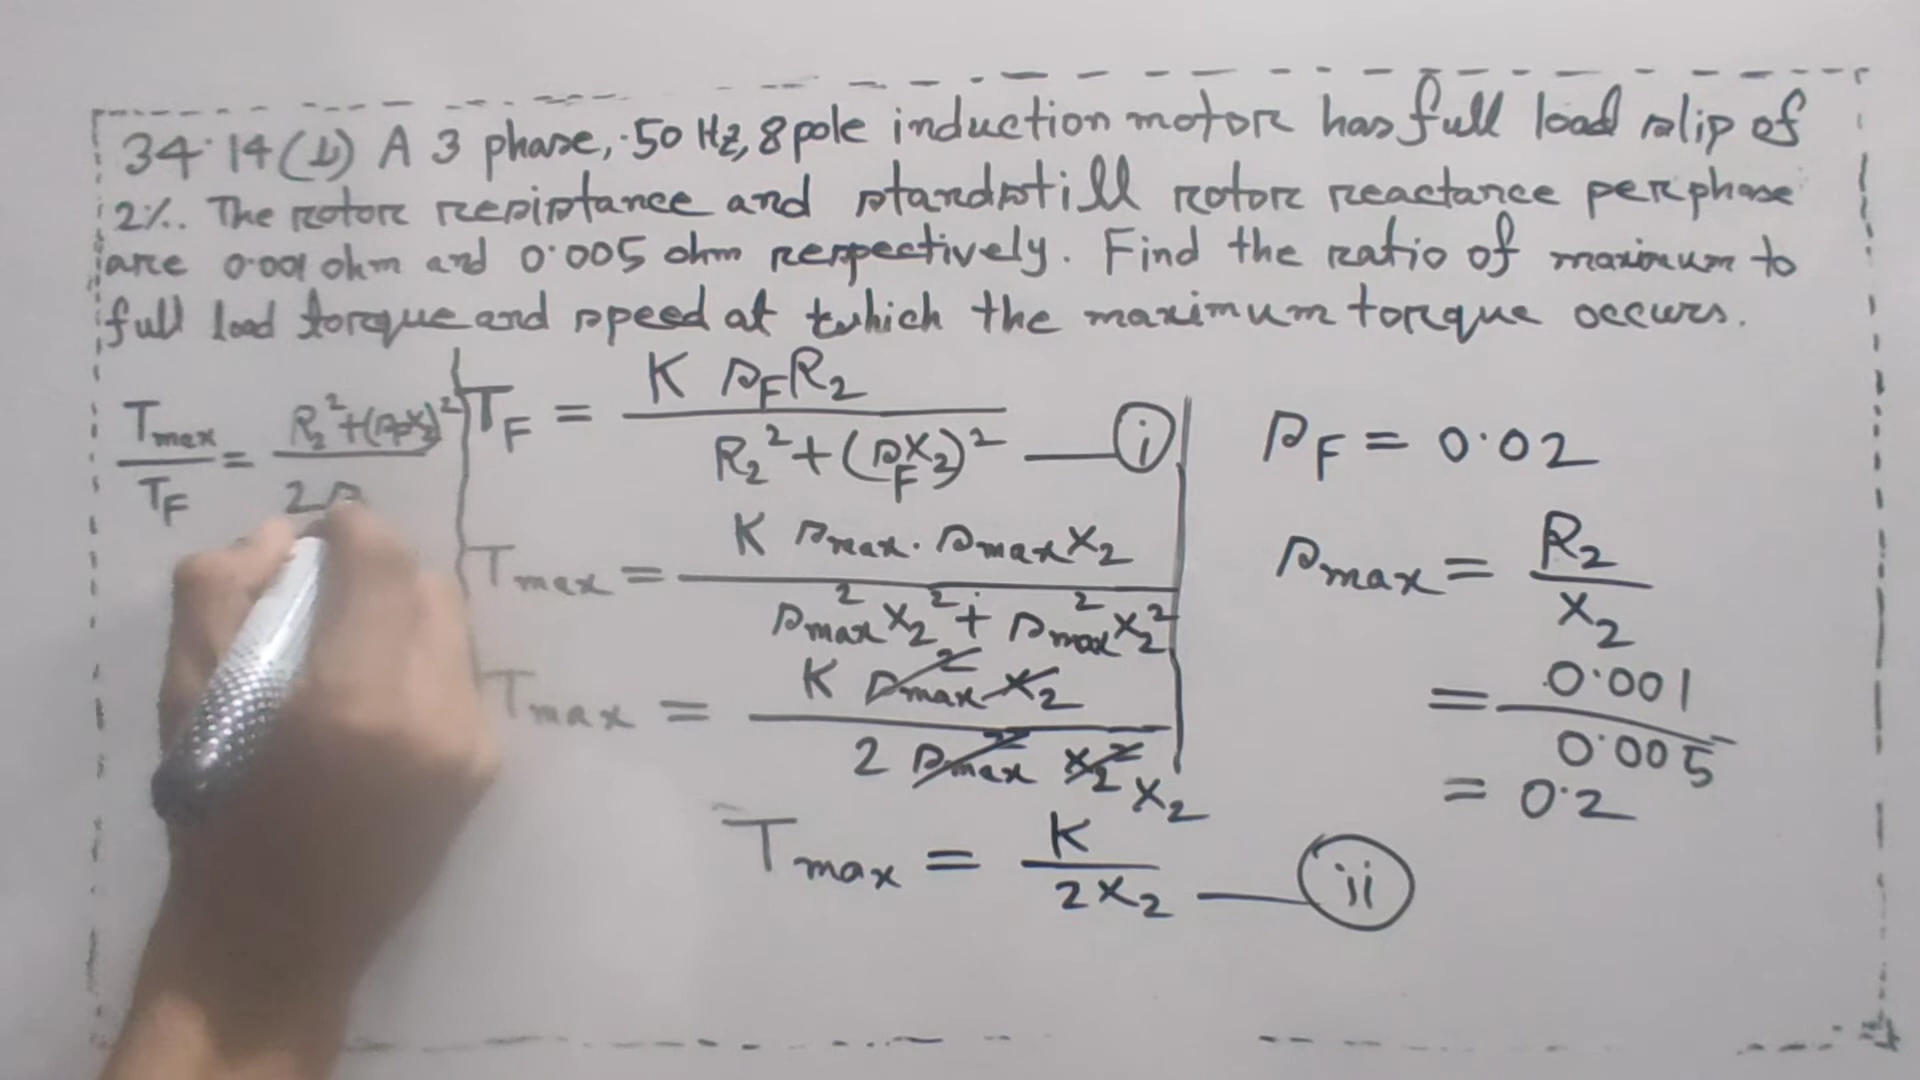 34.14(b) A 3 phase, 50 Hz, 8 pole induction motor has full load slip of
2%. The rotor resistance and standstill rotor reactance per phase
are 0.001 ohm and 0.005 ohm respectively. Find the ratio of maximum to
full load torque and speed at which the maximum torque occurs.
Tmax/TF = R2²+(sFX2)² / 2s
TF = K sF R2 / R2²+(sFX2)² — (i)
Tmax = K smax . smax X2 / smax² X2² + smax² X2²
Tmax = K smax² X2 / 2 smax² X2² X2
Tmax = K / 2X2 — (ii)
sF = 0.02
smax = R2 / X2
= 0.001 / 0.005
= 0.2